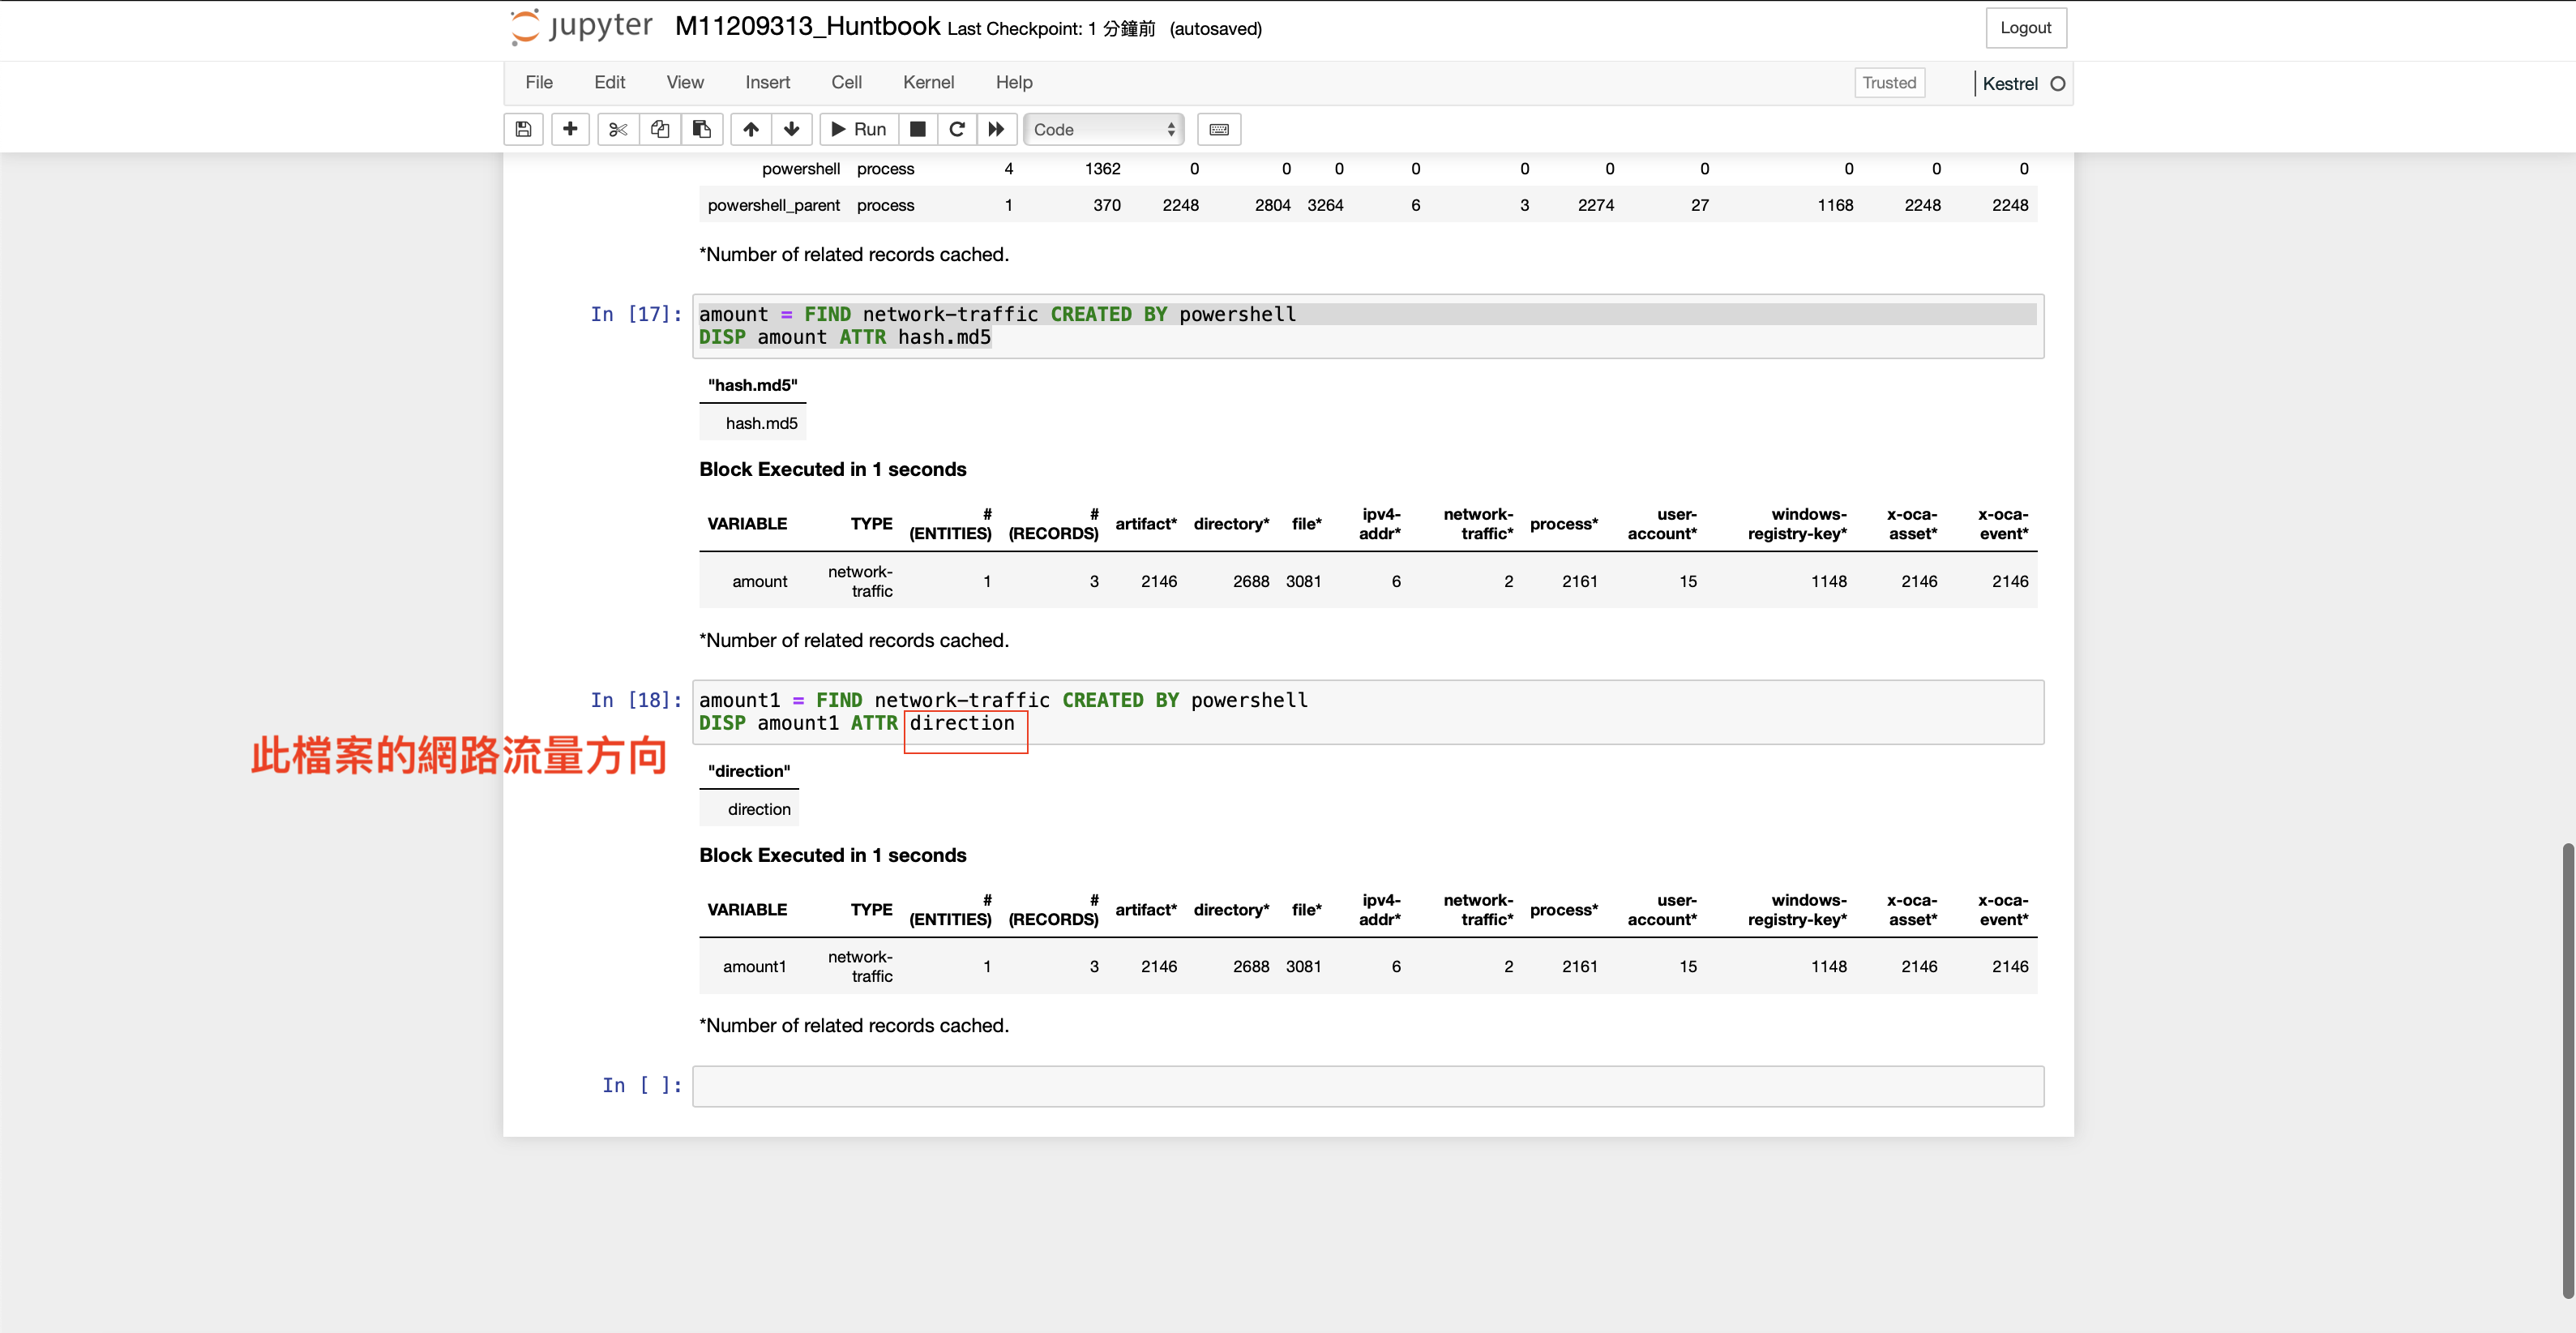 jupyter M11209313_Huntbook Last Checkpoint: 1 分鐘前 (autosaved) Logout
File Edit View Insert Cell Kernel Help Trusted Kestrel
Run Code
powershell process 4 1362 0 0 0 0 0 0 0 0 0 0
powershell_parent process 1 370 2248 2804 3264 6 3 2274 27 1168 2248 2248
*Number of related records cached.
In [17]: amount = FIND network-traffic CREATED BY powershell
DISP amount ATTR hash.md5
"hash.md5"
hash.md5
Block Executed in 1 seconds
VARIABLE TYPE # (ENTITIES) # (RECORDS) artifact* directory* file* ipv4-addr* network-traffic* process* user-account* windows-registry-key* x-oca-asset* x-oca-event*
amount network-traffic 1 3 2146 2688 3081 6 2 2161 15 1148 2146 2146
*Number of related records cached.
In [18]: amount1 = FIND network-traffic CREATED BY powershell
DISP amount1 ATTR direction
此檔案的網路流量方向
"direction"
direction
Block Executed in 1 seconds
VARIABLE TYPE # (ENTITIES) # (RECORDS) artifact* directory* file* ipv4-addr* network-traffic* process* user-account* windows-registry-key* x-oca-asset* x-oca-event*
amount1 network-traffic 1 3 2146 2688 3081 6 2 2161 15 1148 2146 2146
*Number of related records cached.
In [ ]: